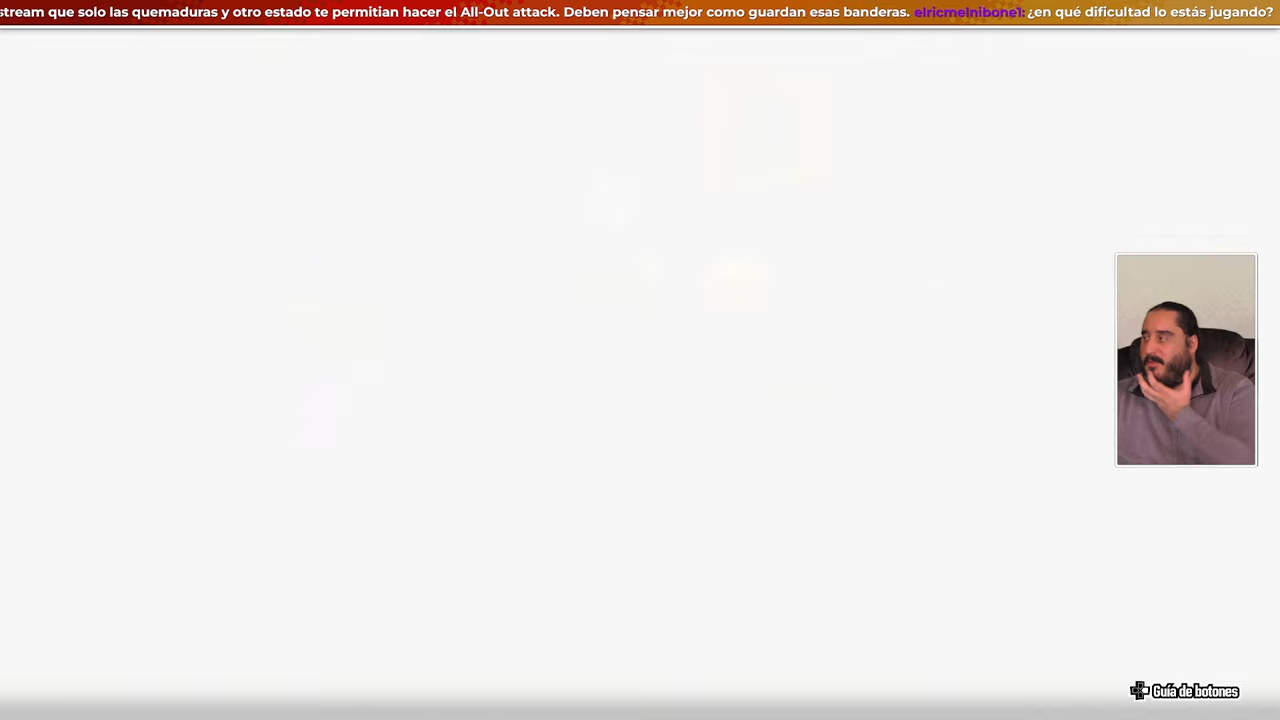 stream que solo las quemaduras y otro estado te permitian hacer el All-Out attack. Deben pensar mejor como guardan esas banderas. elricmelnibone1: ¿en qué dificultad lo estás jugando?
Guía de botones